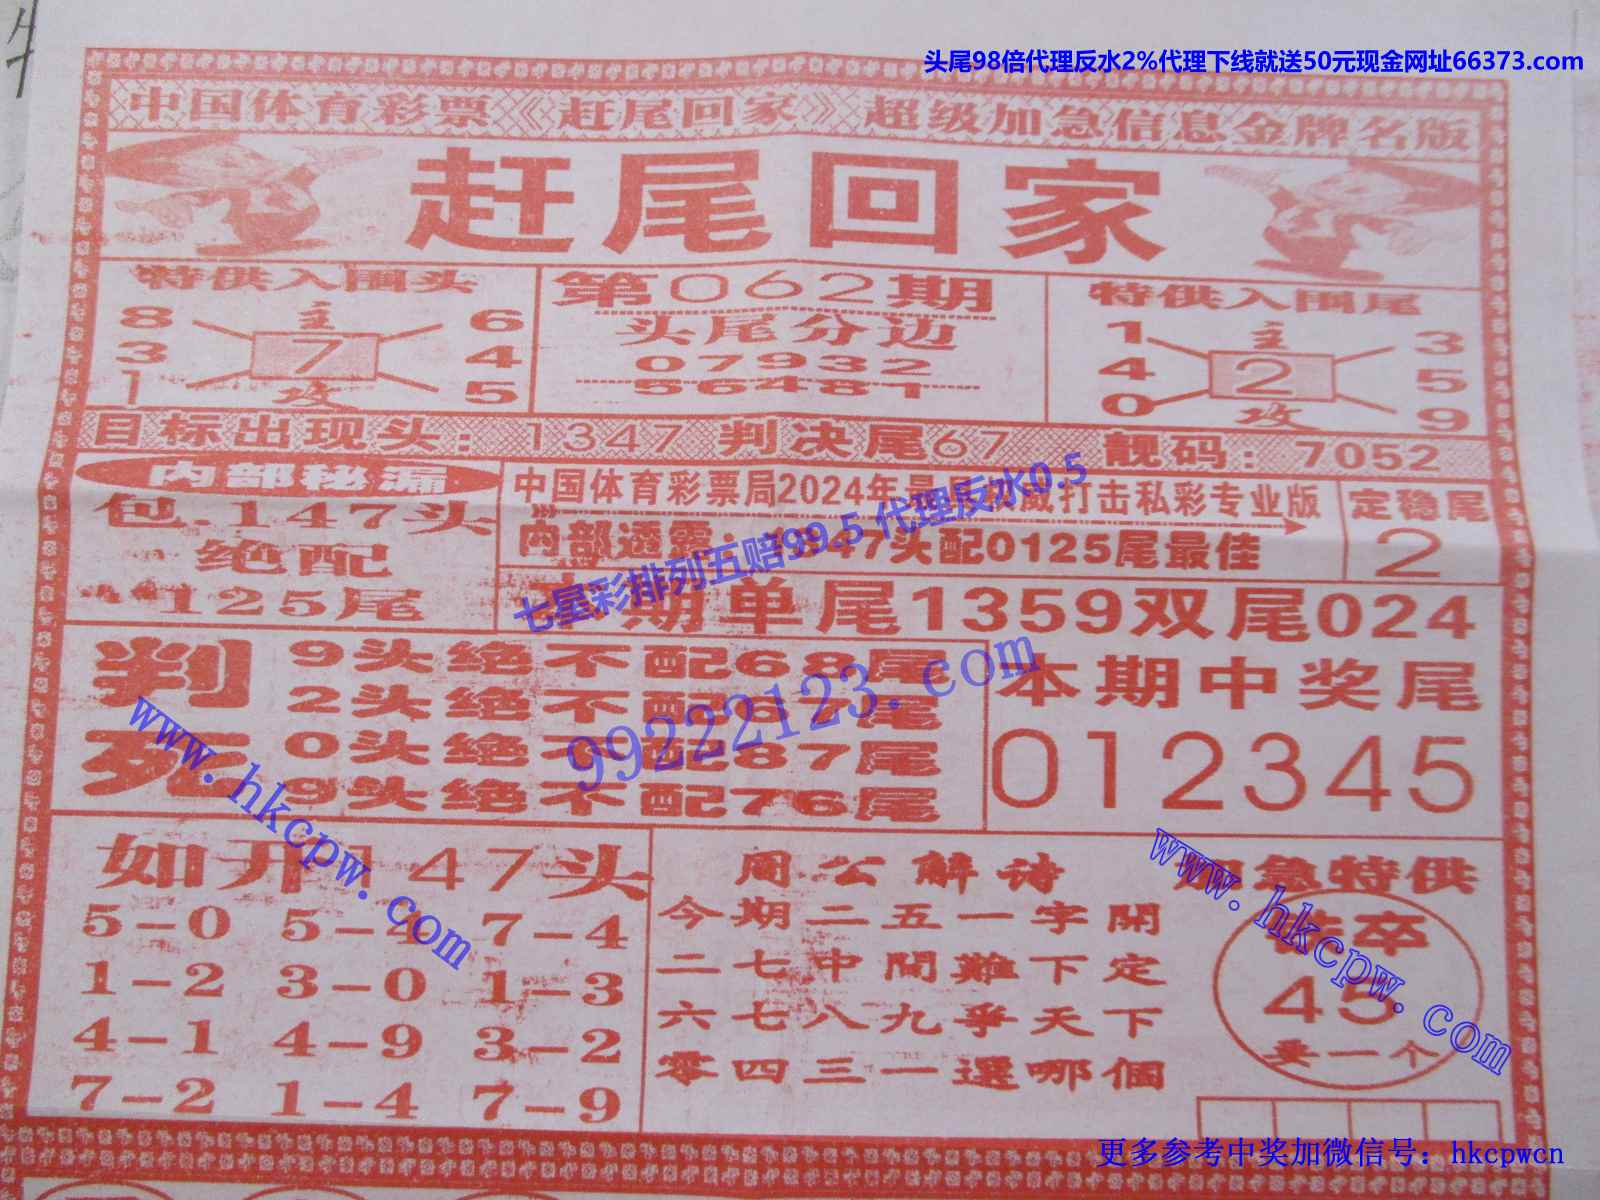 头尾98倍代理反水2%代理下线就送50元现金网址66373.com
中国体育彩票《赶尾回家》超级加急信息金牌名版
赶尾回家
特供入围头
8 主 6
3 7 4
1 攻 5
第062期
头尾分边
07932
56481
特供入围尾
1 主 3
4 2 5
0 攻 9
目标出现头：1347 判决尾67 靓码：7052
内部秘漏
包.147头
绝配
125尾
中国体育彩票局2024年最 威打击私彩专业版
内部透露 47头配0125尾最佳
定稳尾
2
本期单尾1359双尾024
七星彩排列五赔99.5 代理反水0.5
判死
9头绝不配68尾
2头绝不配67尾
0头绝不配87尾
9头绝不配76尾
99222123.com
本期中奖尾
012345
www.hkcpw.com
如开147头
5-0 5-4 7-4
1-2 3-0 1-3
4-1 4-9 3-2
7-2 1-4 7-9
周公解诗
今期二五一字開
二七中間難下定
六七八九爭天下
零四三一選哪個
加急特供
卒
45
卖一个
www.hkcpw.com
更多参考中奖加微信号：hkcpwcn